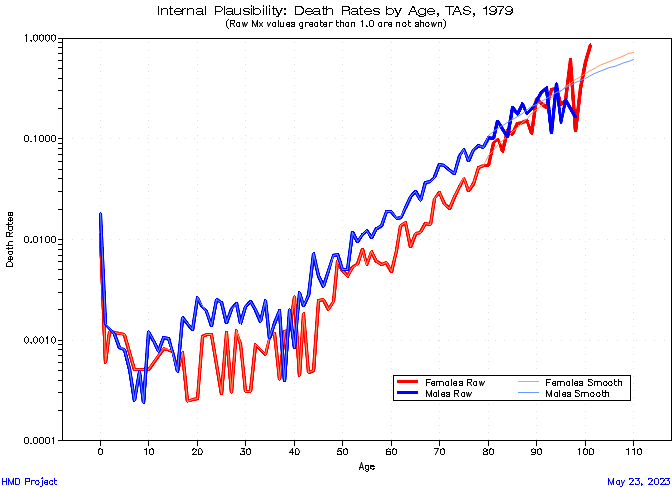 Internal Plausibility: Death Rates by Age, TAS, 1979
(Raw Mx values greater than 1.0 are not shown)
1.0000
0.1000
0.0100
0.0010
0.0001
Death Rates
Females Raw
Females Smooth
Males Raw
Males Smooth
0 10 20 30 40 50 60 70 80 90 100 110
Age
HMD Project
May 23, 2023